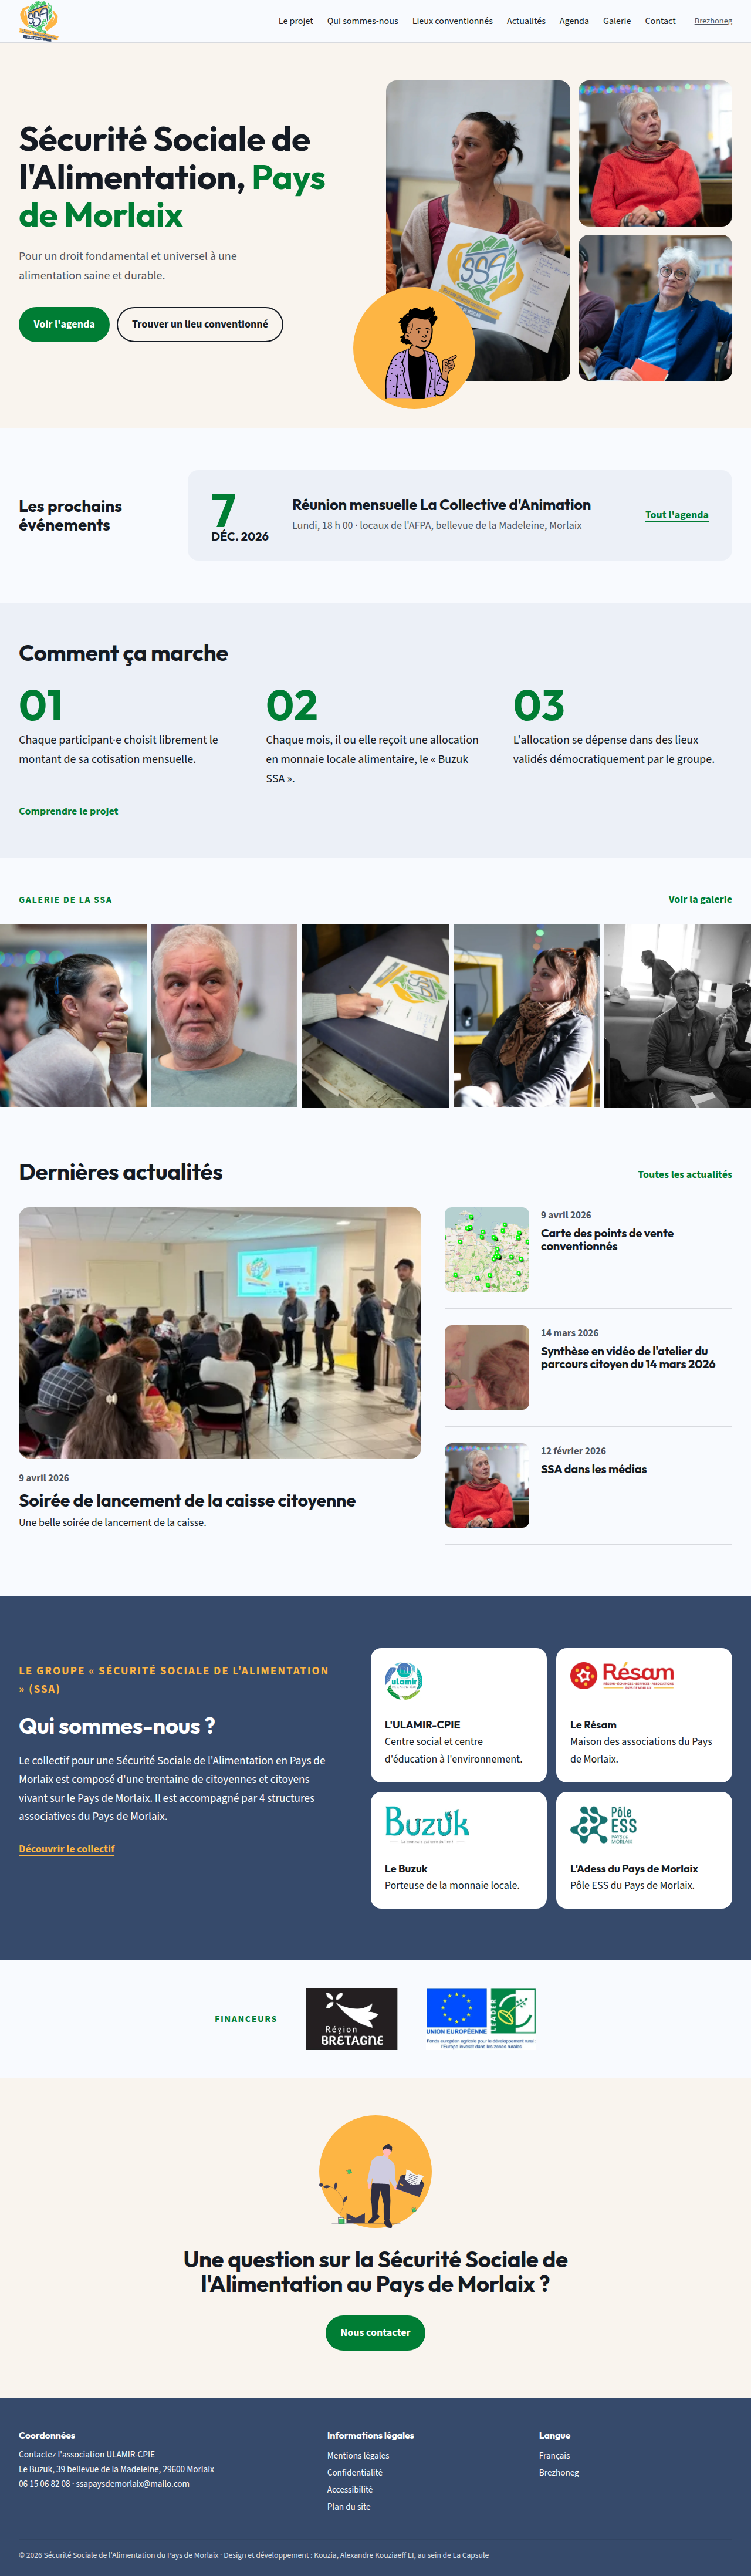 Le projet Qui sommes-nous Lieux conventionnés Actualités Agenda Galerie Contact Brezhoneg
Sécurité Sociale de
l'Alimentation, Pays
de Morlaix
Pour un droit fondamental et universel à une
alimentation saine et durable.
Voir l'agenda
Trouver un lieu conventionné
SSA
Les prochains
événements
7
DÉC. 2026
Réunion mensuelle La Collective d'Animation
Lundi, 18 h 00 · locaux de l'AFPA, bellevue de la Madeleine, Morlaix
Tout l'agenda
Comment ça marche
01
Chaque participant·e choisit librement le
montant de sa cotisation mensuelle.
02
Chaque mois, il ou elle reçoit une allocation
en monnaie locale alimentaire, le « Buzuk
SSA ».
03
L'allocation se dépense dans des lieux
validés démocratiquement par le groupe.
Comprendre le projet
GALERIE DE LA SSA
Voir la galerie
Dernières actualités
Toutes les actualités
9 avril 2026
Soirée de lancement de la caisse citoyenne
Une belle soirée de lancement de la caisse.
9 avril 2026
Carte des points de vente
conventionnés
14 mars 2026
Synthèse en vidéo de l'atelier du
parcours citoyen du 14 mars 2026
12 février 2026
SSA dans les médias
LE GROUPE « SÉCURITÉ SOCIALE DE L'ALIMENTATION
» (SSA)
Qui sommes-nous ?
Le collectif pour une Sécurité Sociale de l'Alimentation en Pays de
Morlaix est composé d'une trentaine de citoyennes et citoyens
vivant sur le Pays de Morlaix. Il est accompagné par 4 structures
associatives du Pays de Morlaix.
Découvrir le collectif
ulamir
L'ULAMIR-CPIE
Centre social et centre
d'éducation à l'environnement.
Résam
Le Résam
Maison des associations du Pays
de Morlaix.
Buzuk
Le Buzuk
Porteuse de la monnaie locale.
Pôle
ESS
PAYS DE
MORLAIX
L'Adess du Pays de Morlaix
Pôle ESS du Pays de Morlaix.
FINANCEURS
Région
BRETAGNE
LEADER
UNION EUROPÉENNE
Fonds européen agricole pour le développement rural :
l'Europe investit dans les zones rurales
Une question sur la Sécurité Sociale de
l'Alimentation au Pays de Morlaix ?
Nous contacter
Coordonnées
Contactez l'association ULAMIR-CPIE
Le Buzuk, 39 bellevue de la Madeleine, 29600 Morlaix
06 15 06 82 08 · ssapaysdemorlaix@mailo.com
Informations légales
Mentions légales
Confidentialité
Accessibilité
Plan du site
Langue
Français
Brezhoneg
© 2026 Sécurité Sociale de l'Alimentation du Pays de Morlaix · Design et développement : Kouzia, Alexandre Kouziaeff EI, au sein de La Capsule